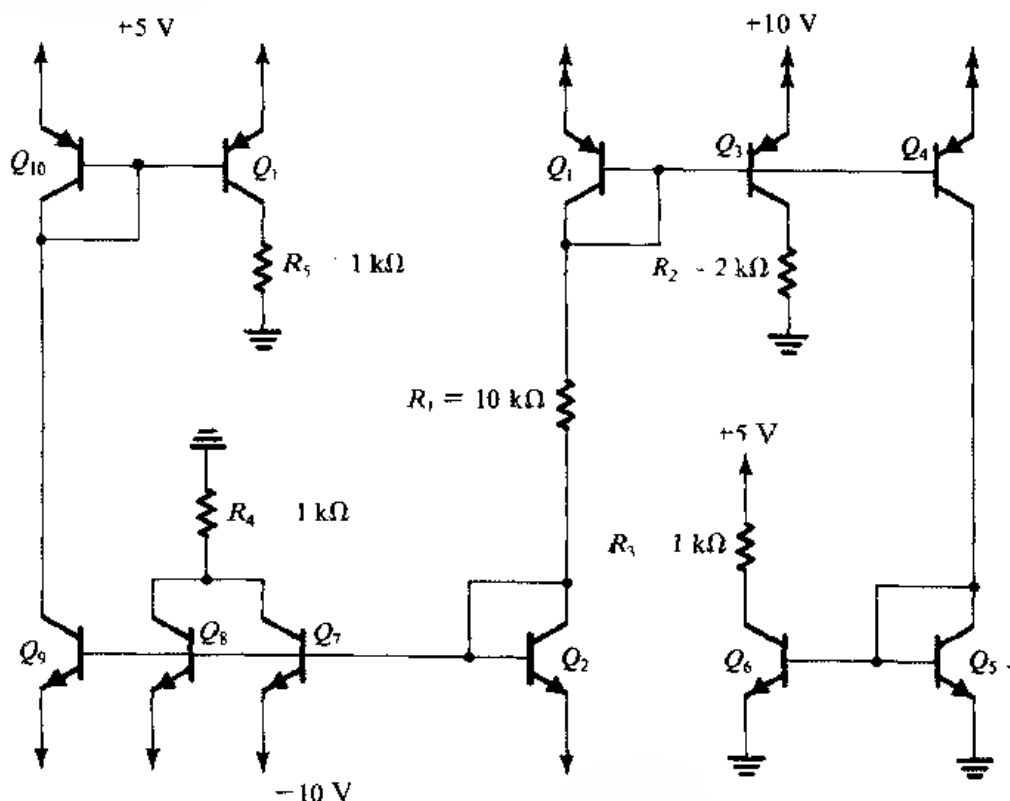 +5 V
+10 V
Q10
Q1
Q1
Q3
Q4
R5 1 kΩ
R2 - 2 kΩ
R1 = 10 kΩ
+5 V
R4 1 kΩ
R3 1 kΩ
Q9
Q8
Q7
Q2
Q6
Q5
−10 V